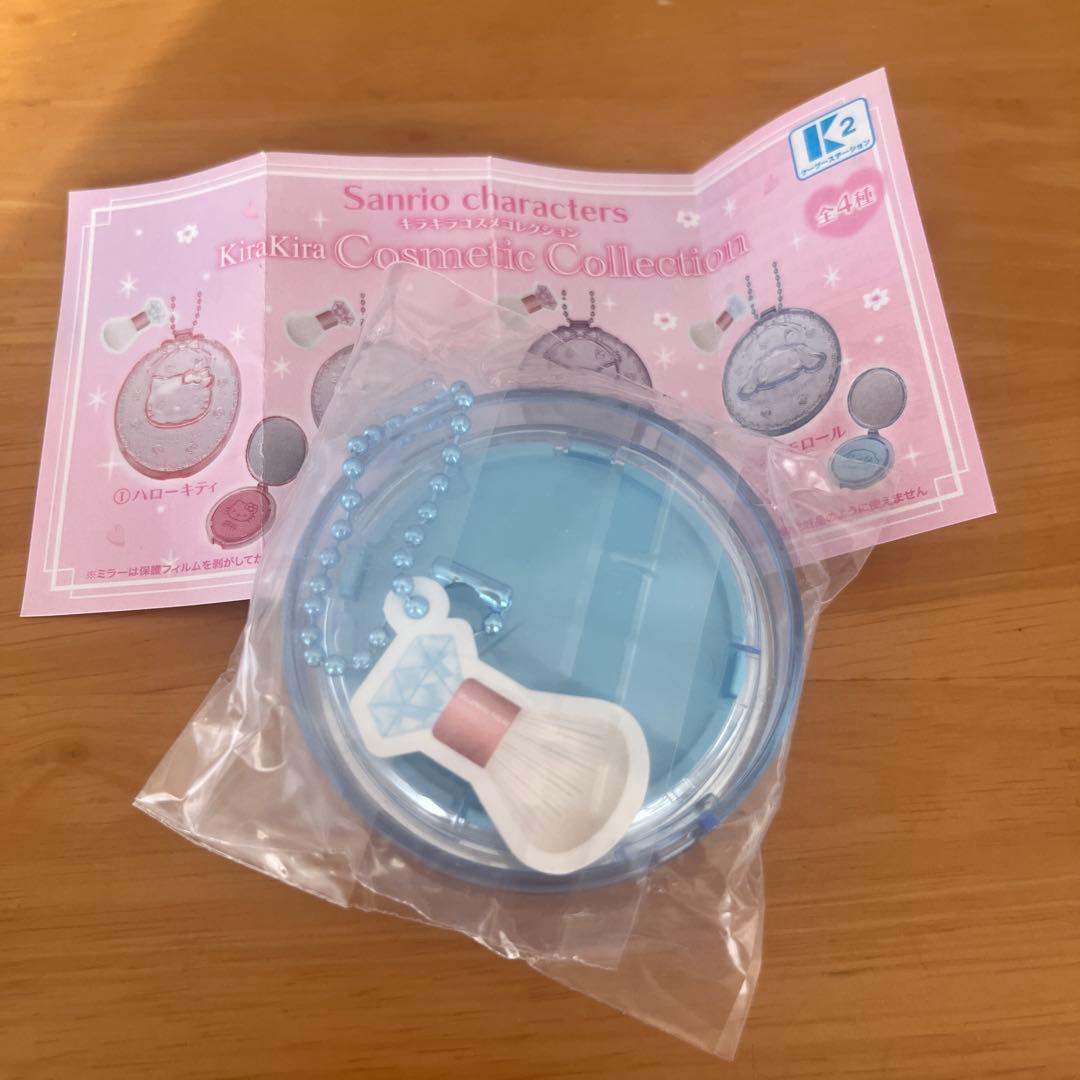 K2
ケーツーステーション
Sanrio characters
全4種
キラキラコスメコレクション
KiraKira Cosmetic Collection
①ハローキティ
モロール
※ミラーは保護フィルムを剥がしてお
のように使えません